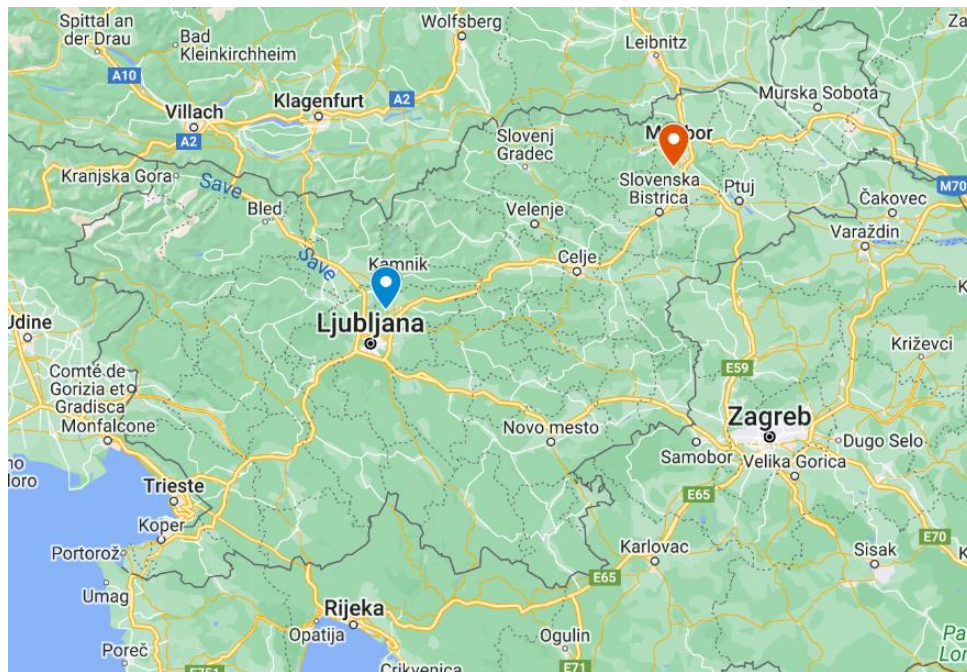 Spittal an
der Drau
Bad
Kleinkirchheim
Wolfsberg
Leibnitz
A10
Villach
Klagenfurt
A2
A2
Murska Sobota
Slovenj
Gradec
Kranjska Gora
Save
Bled
Save
Velenje
Slovenska
Bistrica
Ptuj
M70
Čakovec
Varaždin
Celje
Kamnik
Ljubljana
Križevci
E59
Comté de
Gorizia et
Gradisca
Monfalcone
Novo mesto
Zagreb
Dugo Selo
Samobor
Velika Gorica
Trieste
E65
Koper
Portorož
E70
Karlovac
Sisak
E65
Umag
Rijeka
Opatija
Poreč
Ogulin
E71